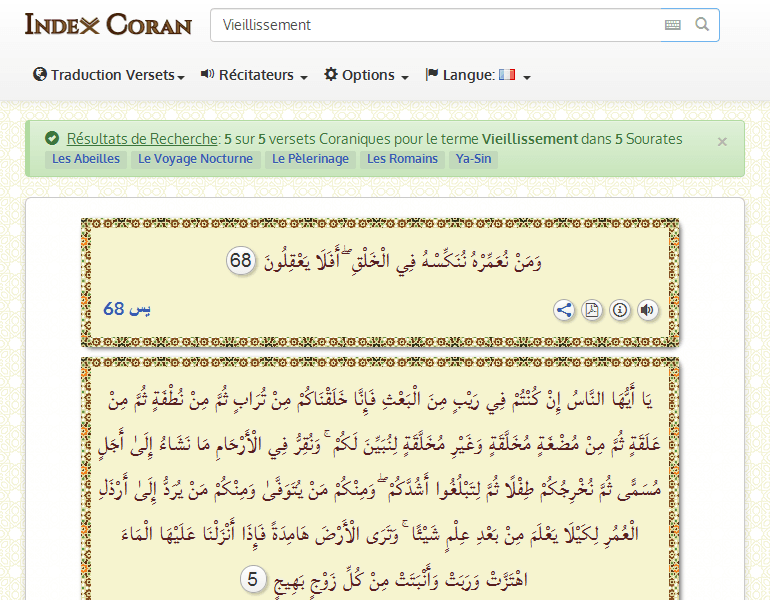 Index Coran
Vieillissement
Traduction Versets Récitateurs Options Langue:
Résultats de Recherche: 5 sur 5 versets Coraniques pour le terme Vieillissement dans 5 Sourates ×
Les Abeilles Le Voyage Nocturne Le Pèlerinage Les Romains Ya-Sin
وَمَنْ نُعَمِّرْهُ نُنَكِّسْهُ فِي الْخَلْقِ ۖ أَفَلَا يَعْقِلُونَ 68
يس 68
يَا أَيُّهَا النَّاسُ إِنْ كُنْتُمْ فِي رَيْبٍ مِنَ الْبَعْثِ فَإِنَّا خَلَقْنَاكُمْ مِنْ تُرَابٍ ثُمَّ مِنْ نُطْفَةٍ ثُمَّ مِنْ
عَلَقَةٍ ثُمَّ مِنْ مُضْغَةٍ مُخَلَّقَةٍ وَغَيْرِ مُخَلَّقَةٍ لِنُبَيِّنَ لَكُمْ ۚ وَنُقِرُّ فِي الْأَرْحَامِ مَا نَشَاءُ إِلَىٰ أَجَلٍ
مُسَمًّى ثُمَّ نُخْرِجُكُمْ طِفْلًا ثُمَّ لِتَبْلُغُوا أَشُدَّكُمْ ۖ وَمِنْكُمْ مَنْ يُتَوَفَّىٰ وَمِنْكُمْ مَنْ يُرَدُّ إِلَىٰ أَرْذَلِ
الْعُمُرِ لِكَيْلَا يَعْلَمَ مِنْ بَعْدِ عِلْمٍ شَيْئًا ۚ وَتَرَى الْأَرْضَ هَامِدَةً فَإِذَا أَنْزَلْنَا عَلَيْهَا الْمَاءَ
اهْتَزَّتْ وَرَبَتْ وَأَنْبَتَتْ مِنْ كُلِّ زَوْجٍ بَهِيجٍ 5